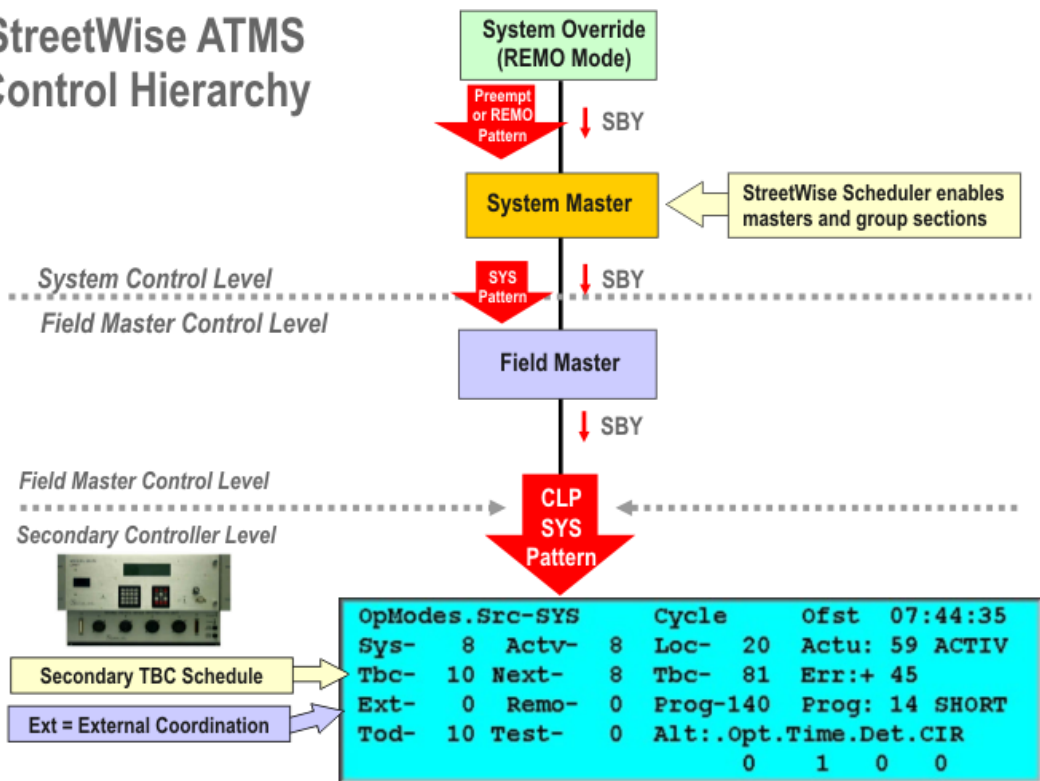 StreetWise ATMS
Control Hierarchy
System Override
(REMO Mode)
Preempt
or REMO
Pattern
SBY
System Master
StreetWise Scheduler enables
masters and group sections
System Control Level
SYS
Pattern
SBY
Field Master Control Level
Field Master
SBY
Field Master Control Level
CLP
SYS
Pattern
Secondary Controller Level
Secondary TBC Schedule
Ext = External Coordination
OpModes.Src-SYS Cycle Ofst 07:44:35
Sys- 8 Actv- 8 Loc- 20 Actu: 59 ACTIV
Tbc- 10 Next- 8 Tbc- 81 Err:+ 45
Ext- 0 Remo- 0 Prog-140 Prog: 14 SHORT
Tod- 10 Test- 0 Alt:.Opt.Time.Det.CIR
0 1 0 0